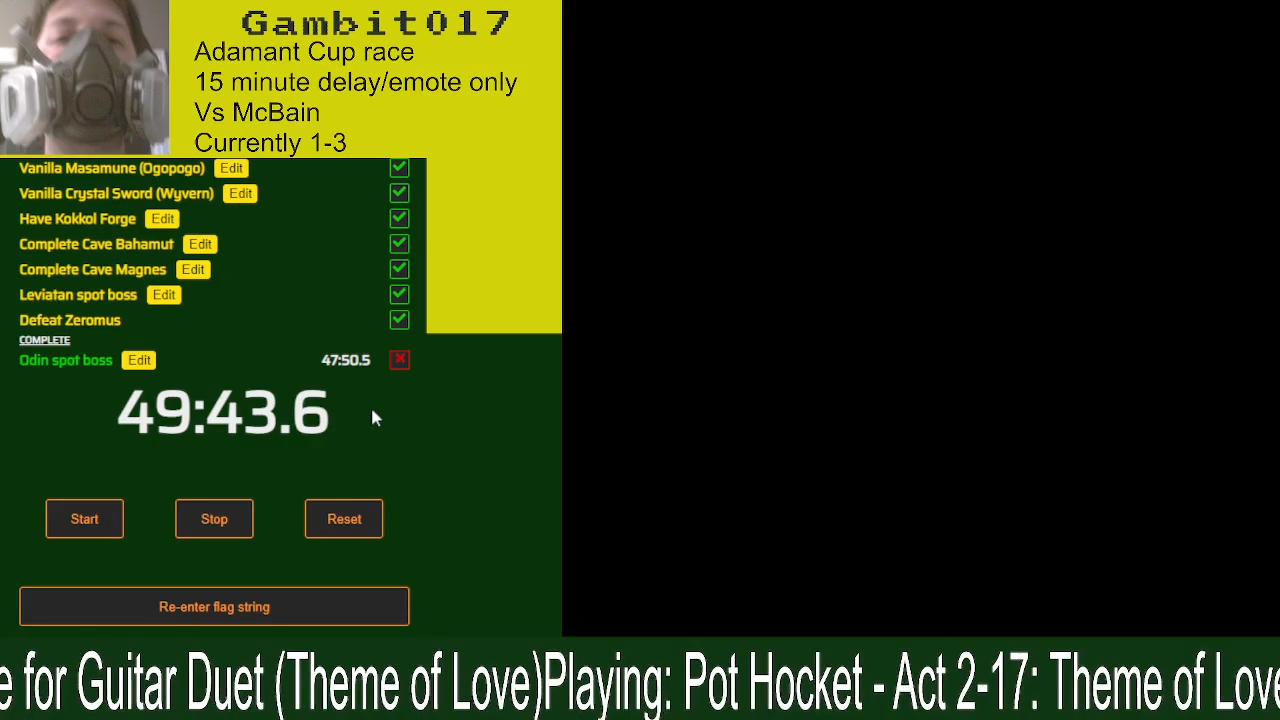 Gambit017
Adamant Cup race
15 minute delay/emote only
Vs McBain
Currently 1-3
Vanilla Masamune (Ogopogo) Edit
Vanilla Crystal Sword (Wyvern) Edit
Have Kokkol Forge Edit
Complete Cave Bahamut Edit
Complete Cave Magnes Edit
Leviatan spot boss Edit
Defeat Zeromus
COMPLETE
Odin spot boss Edit 47:50.5
49:43.6
Start Stop Reset
Re-enter flag string
e for Guitar Duet (Theme of Love)Playing: Pot Hocket - Act 2-17: Theme of Love